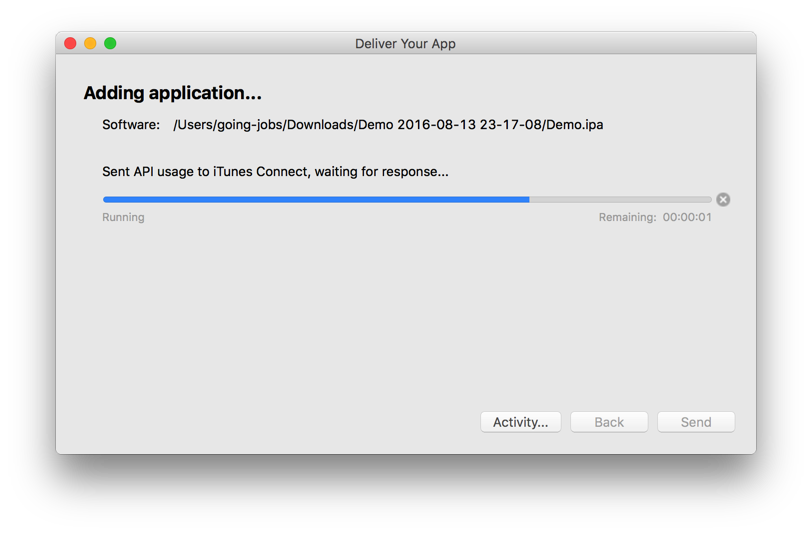 Deliver Your App
Adding application...
Software: /Users/going-jobs/Downloads/Demo 2016-08-13 23-17-08/Demo.ipa
Sent API usage to iTunes Connect, waiting for response...
Running Remaining: 00:00:01
Activity... Back Send